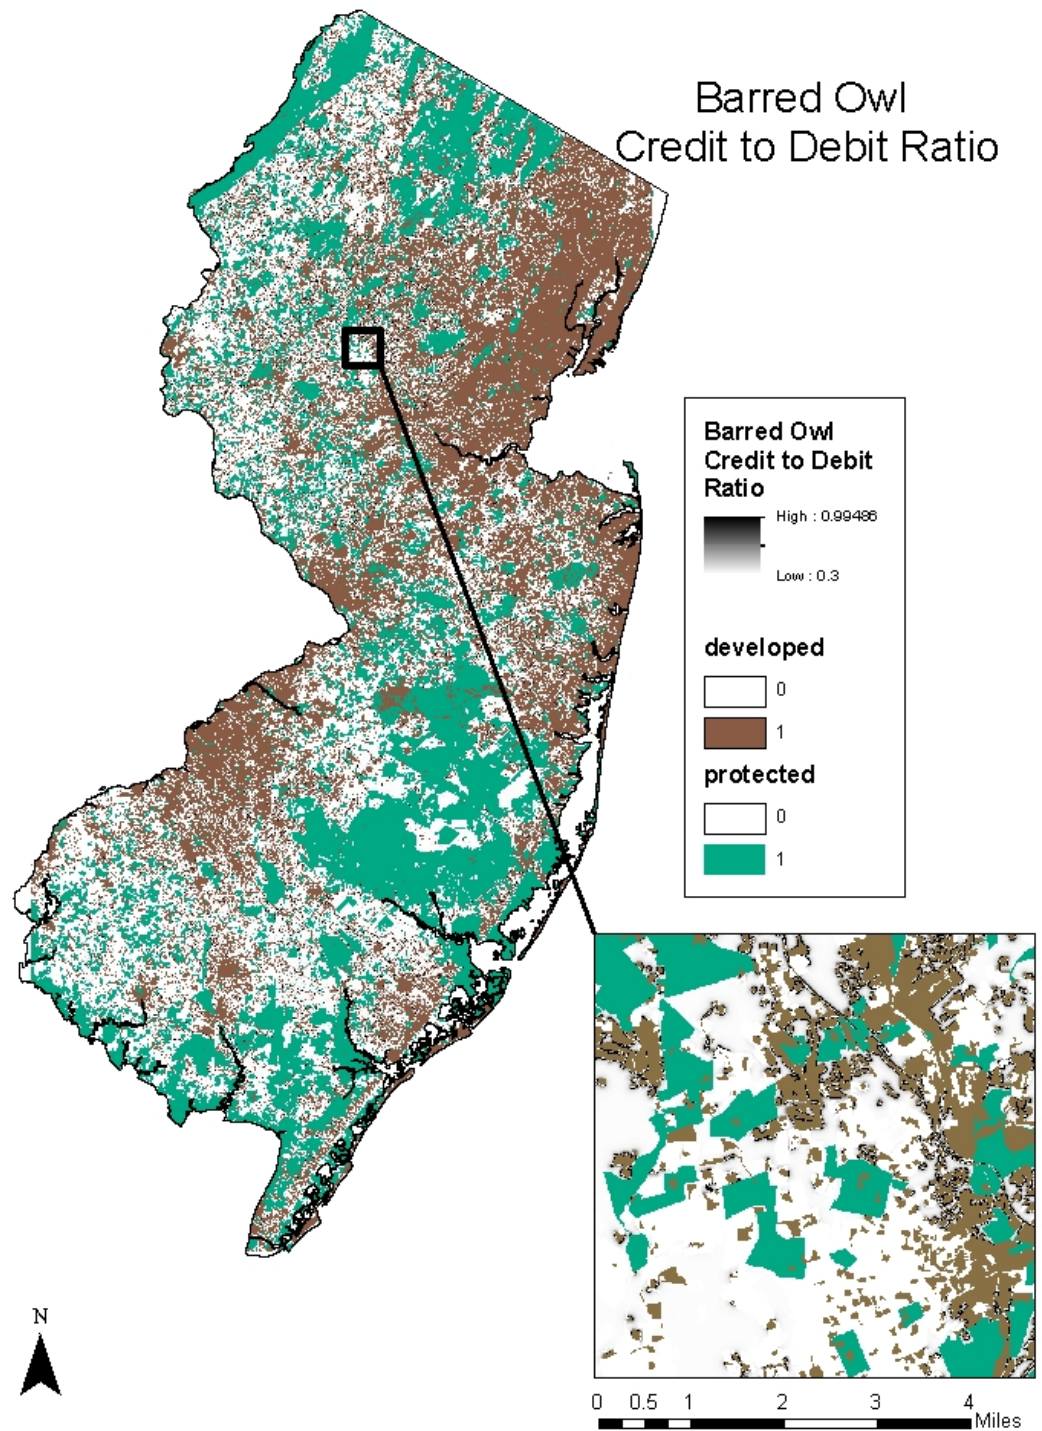 Barred Owl
Credit to Debit Ratio
Barred Owl
Credit to Debit
Ratio
High : 0.99486
Low : 0.3
developed
0
1
protected
0
1
N
0 0.5 1 2 3 4
Miles